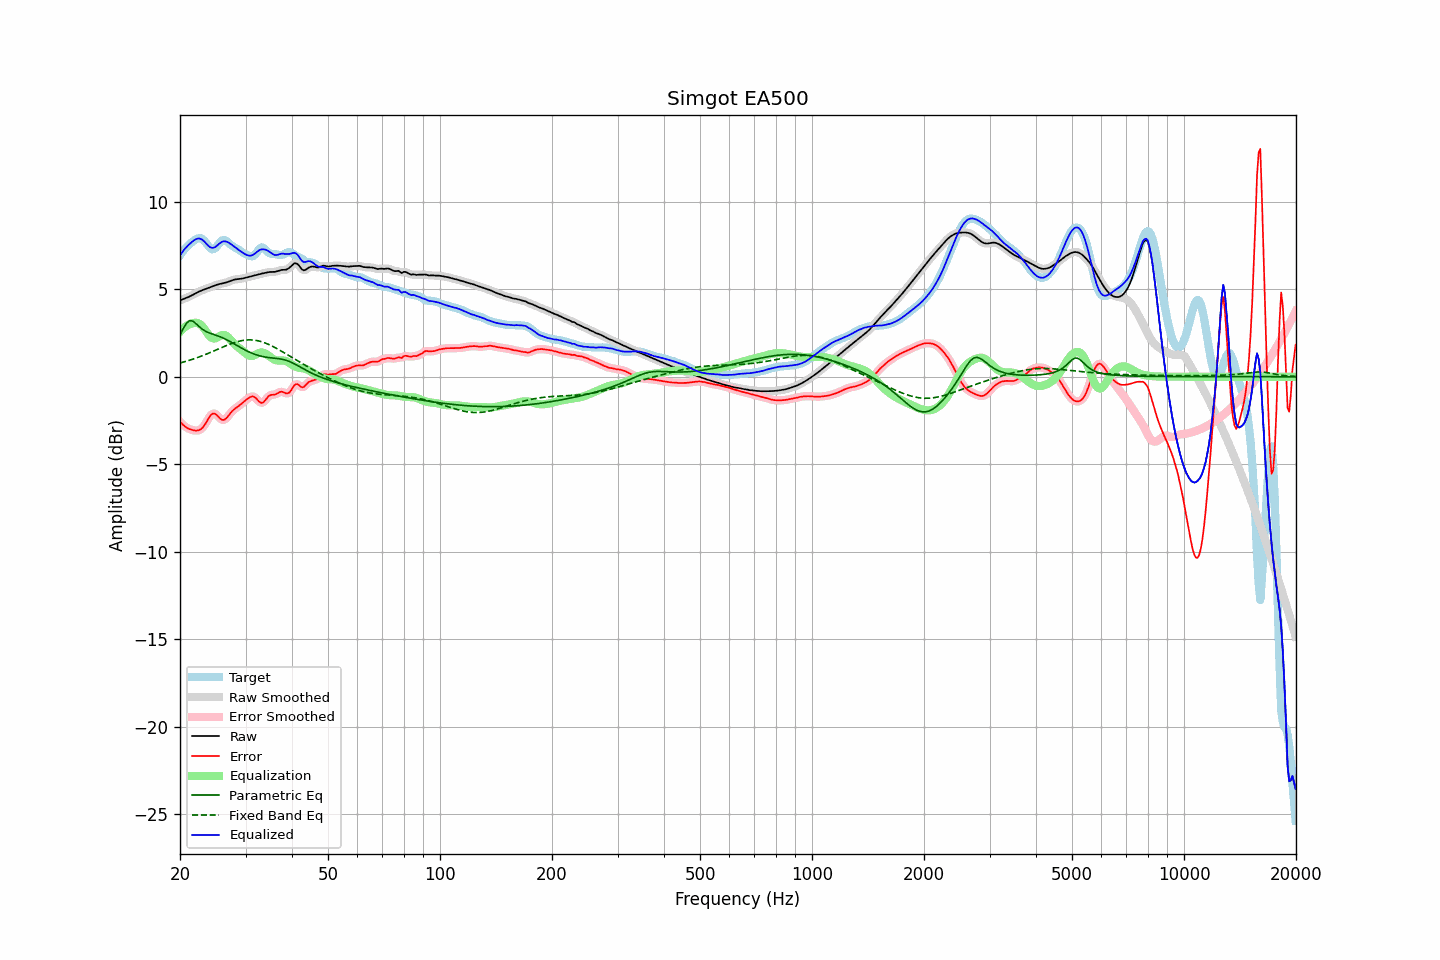 Simgot EA500
Amplitude (dBr)
10
5
0
−5
−10
−15
−20
−25
Target
Raw Smoothed
Error Smoothed
Raw
Error
Equalization
Parametric Eq
Fixed Band Eq
Equalized
20 50 100 200 500 1000 2000 5000 10000 20000
Frequency (Hz)